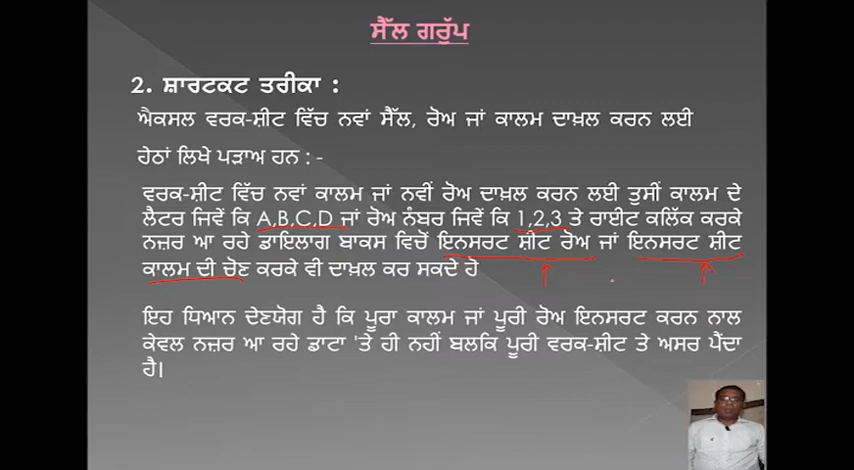 ਸੈੱਲ ਗਰੁੱਪ
2. ਸ਼ਾਰਟਕਟ ਤਰੀਕਾ :
ਐਕਸਲ ਵਰਕ-ਸ਼ੀਟ ਵਿੱਚ ਨਵਾਂ ਸੈੱਲ, ਰੋਅ ਜਾਂ ਕਾਲਮ ਦਾਖ਼ਲ ਕਰਨ ਲਈ
ਹੇਠਾਂ ਲਿਖੇ ਪੜਾਅ ਹਨ : -
ਵਰਕ-ਸ਼ੀਟ ਵਿੱਚ ਨਵਾਂ ਕਾਲਮ ਜਾਂ ਨਵੀਂ ਰੋਅ ਦਾਖ਼ਲ ਕਰਨ ਲਈ ਤੁਸੀਂ ਕਾਲਮ ਦੇ
ਲੈਟਰ ਜਿਵੇਂ ਕਿ A,B,C,D ਜਾਂ ਰੋਅ ਨੰਬਰ ਜਿਵੇਂ ਕਿ 1,2,3 ਤੇ ਰਾਈਟ ਕਲਿੱਕ ਕਰਕੇ
ਨਜ਼ਰ ਆ ਰਹੇ ਡਾਇਲਾਗ ਬਾਕਸ ਵਿਚੋਂ ਇਨਸਰਟ ਸ਼ੀਟ ਰੋਅ ਜਾਂ ਇਨਸਰਟ ਸ਼ੀਟ
ਕਾਲਮ ਦੀ ਚੋਣ ਕਰਕੇ ਵੀ ਦਾਖਲ ਕਰ ਸਕਦੇ ਹੋ
ਇਹ ਧਿਆਨ ਦੇਣਯੋਗ ਹੈ ਕਿ ਪੂਰਾ ਕਾਲਮ ਜਾਂ ਪੂਰੀ ਰੋਅ ਇਨਸਰਟ ਕਰਨ ਨਾਲ
ਕੇਵਲ ਨਜ਼ਰ ਆ ਰਹੇ ਡਾਟਾ 'ਤੇ ਹੀ ਨਹੀਂ ਬਲਕਿ ਪੂਰੀ ਵਰਕ-ਸ਼ੀਟ ਤੇ ਅਸਰ ਪੈਂਦਾ
ਹੈ।